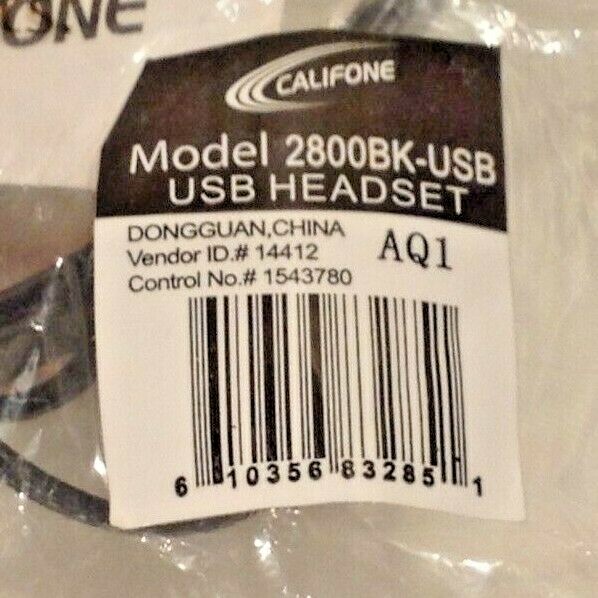 ONE
CALIFONE
Model 2800BK-USB
USB HEADSET
DONGGUAN,CHINA
Vendor ID.# 14412
Control No.# 1543780
AQ1
6 10356 83285 1